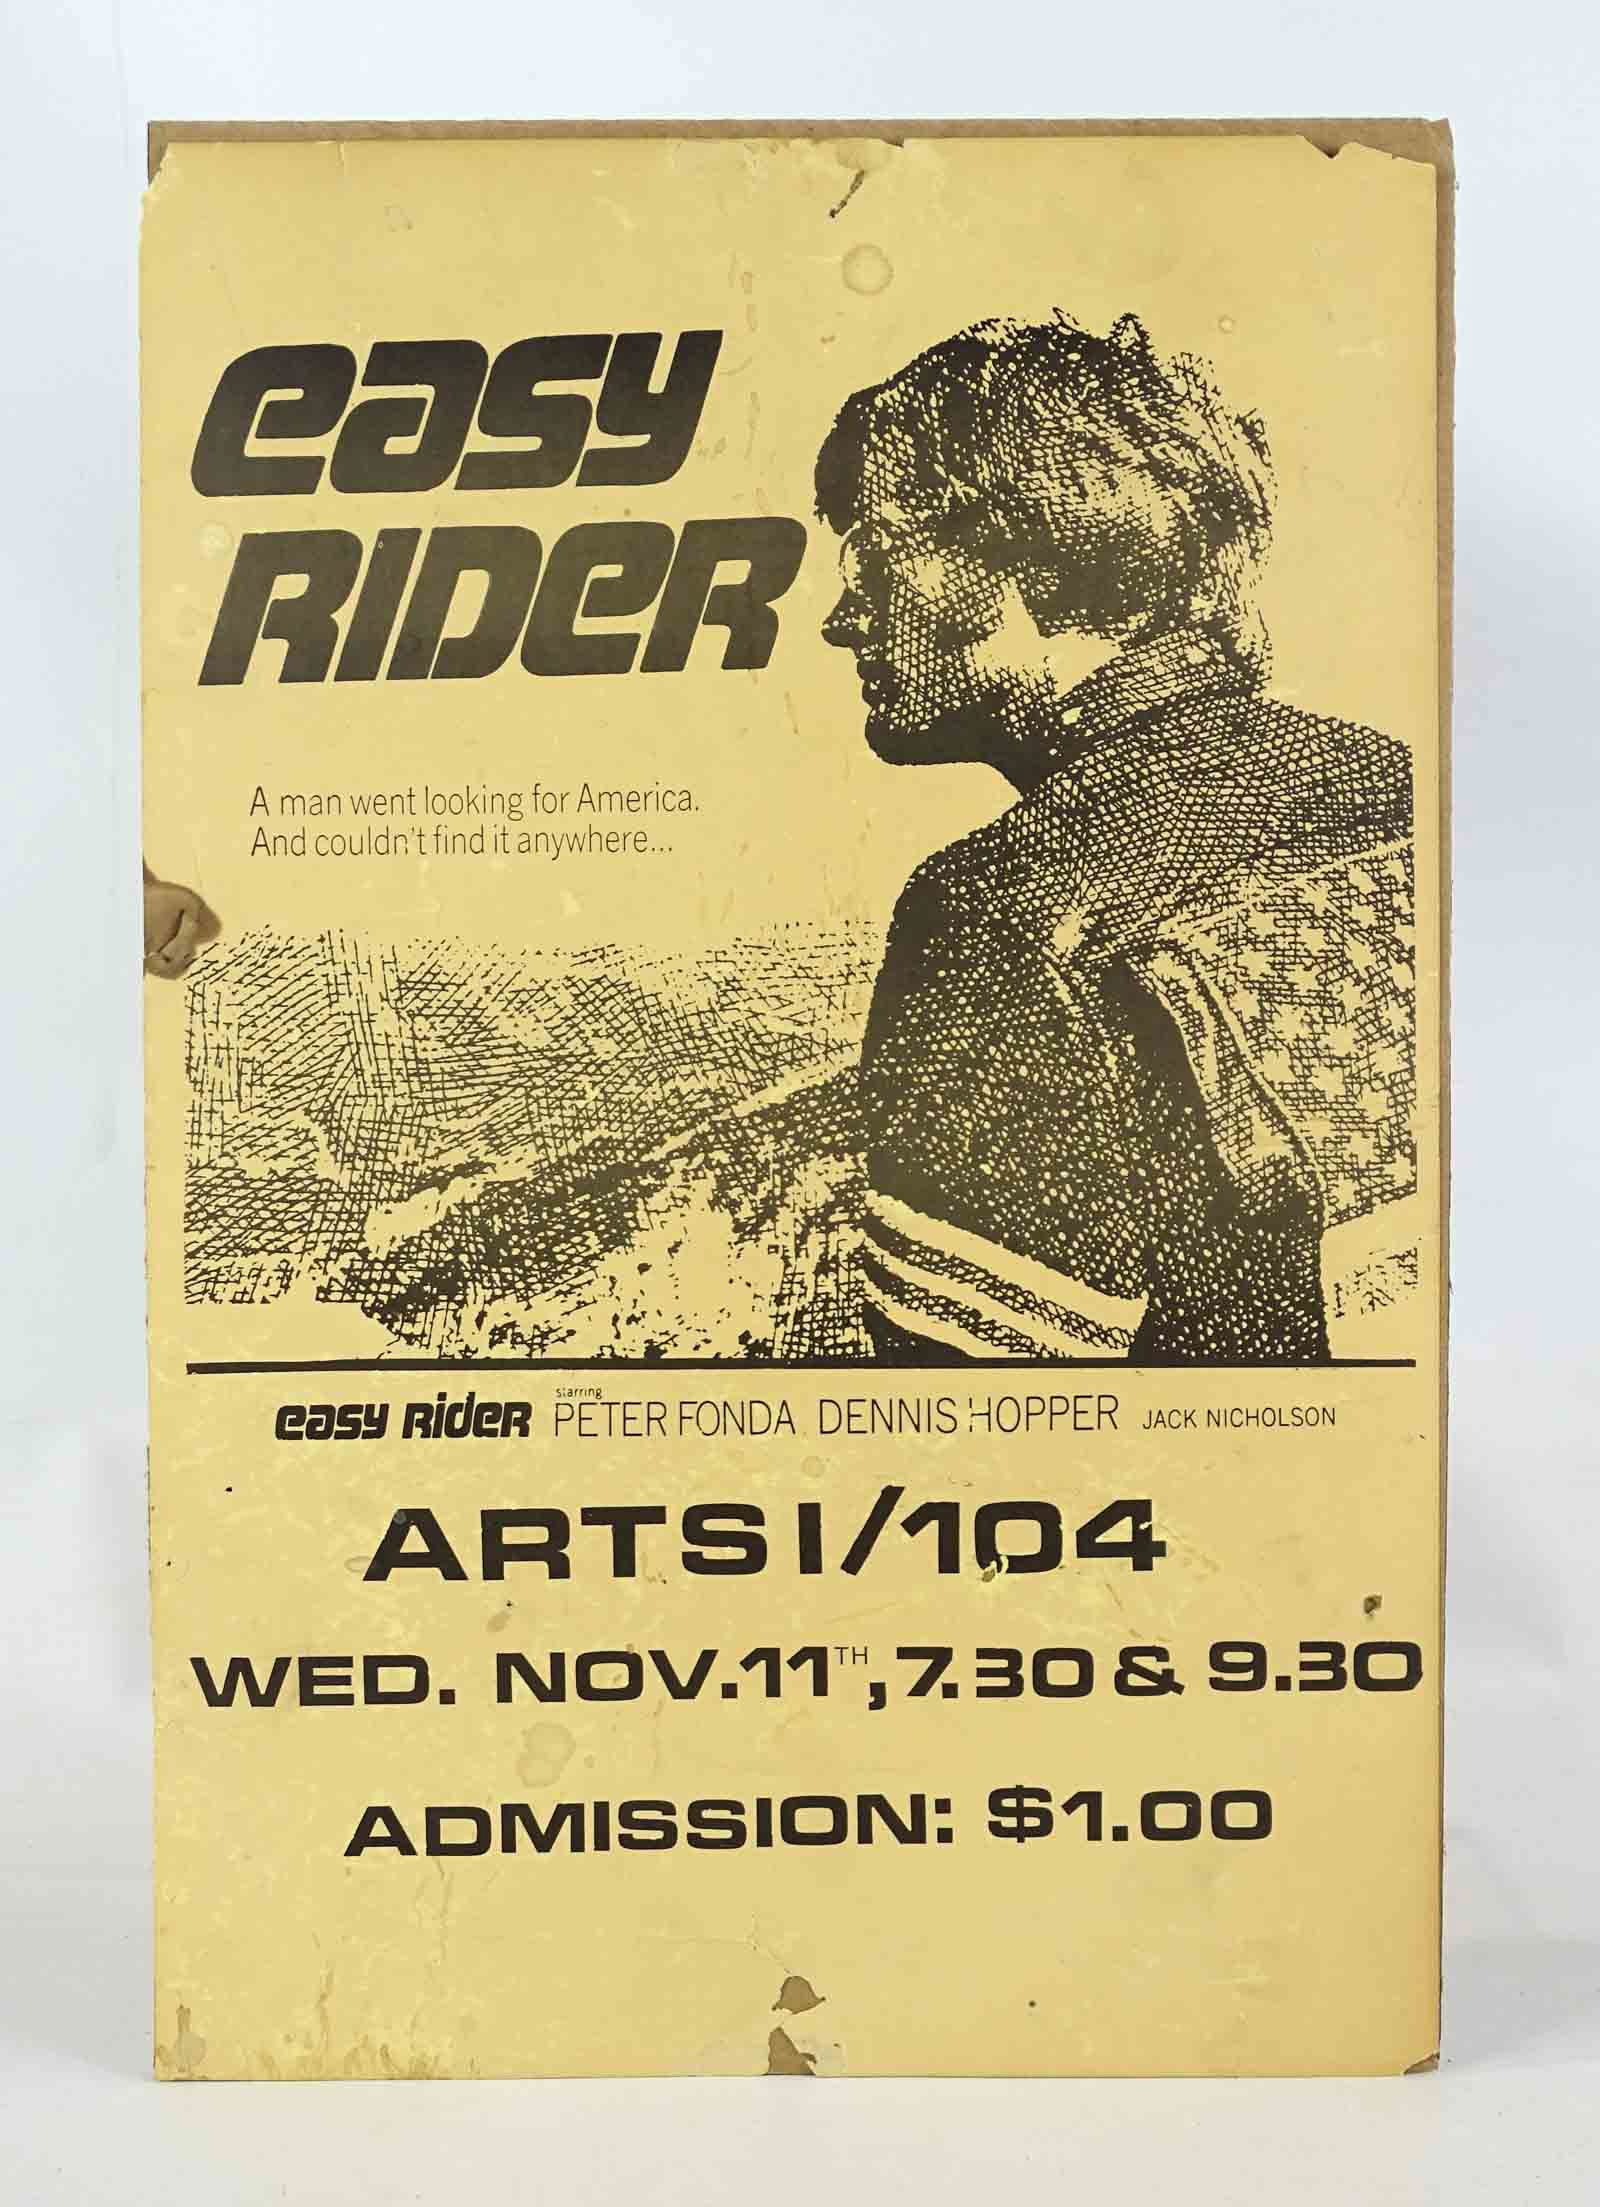 easy
RIDER
A man went looking for America.
And couldn't find it anywhere...
easy RiDeR starring PETER FONDA DENNIS HOPPER JACK NICHOLSON
ARTS I/104
WED. NOV.11TH, 7.30 & 9.30
ADMISSION: $1.00